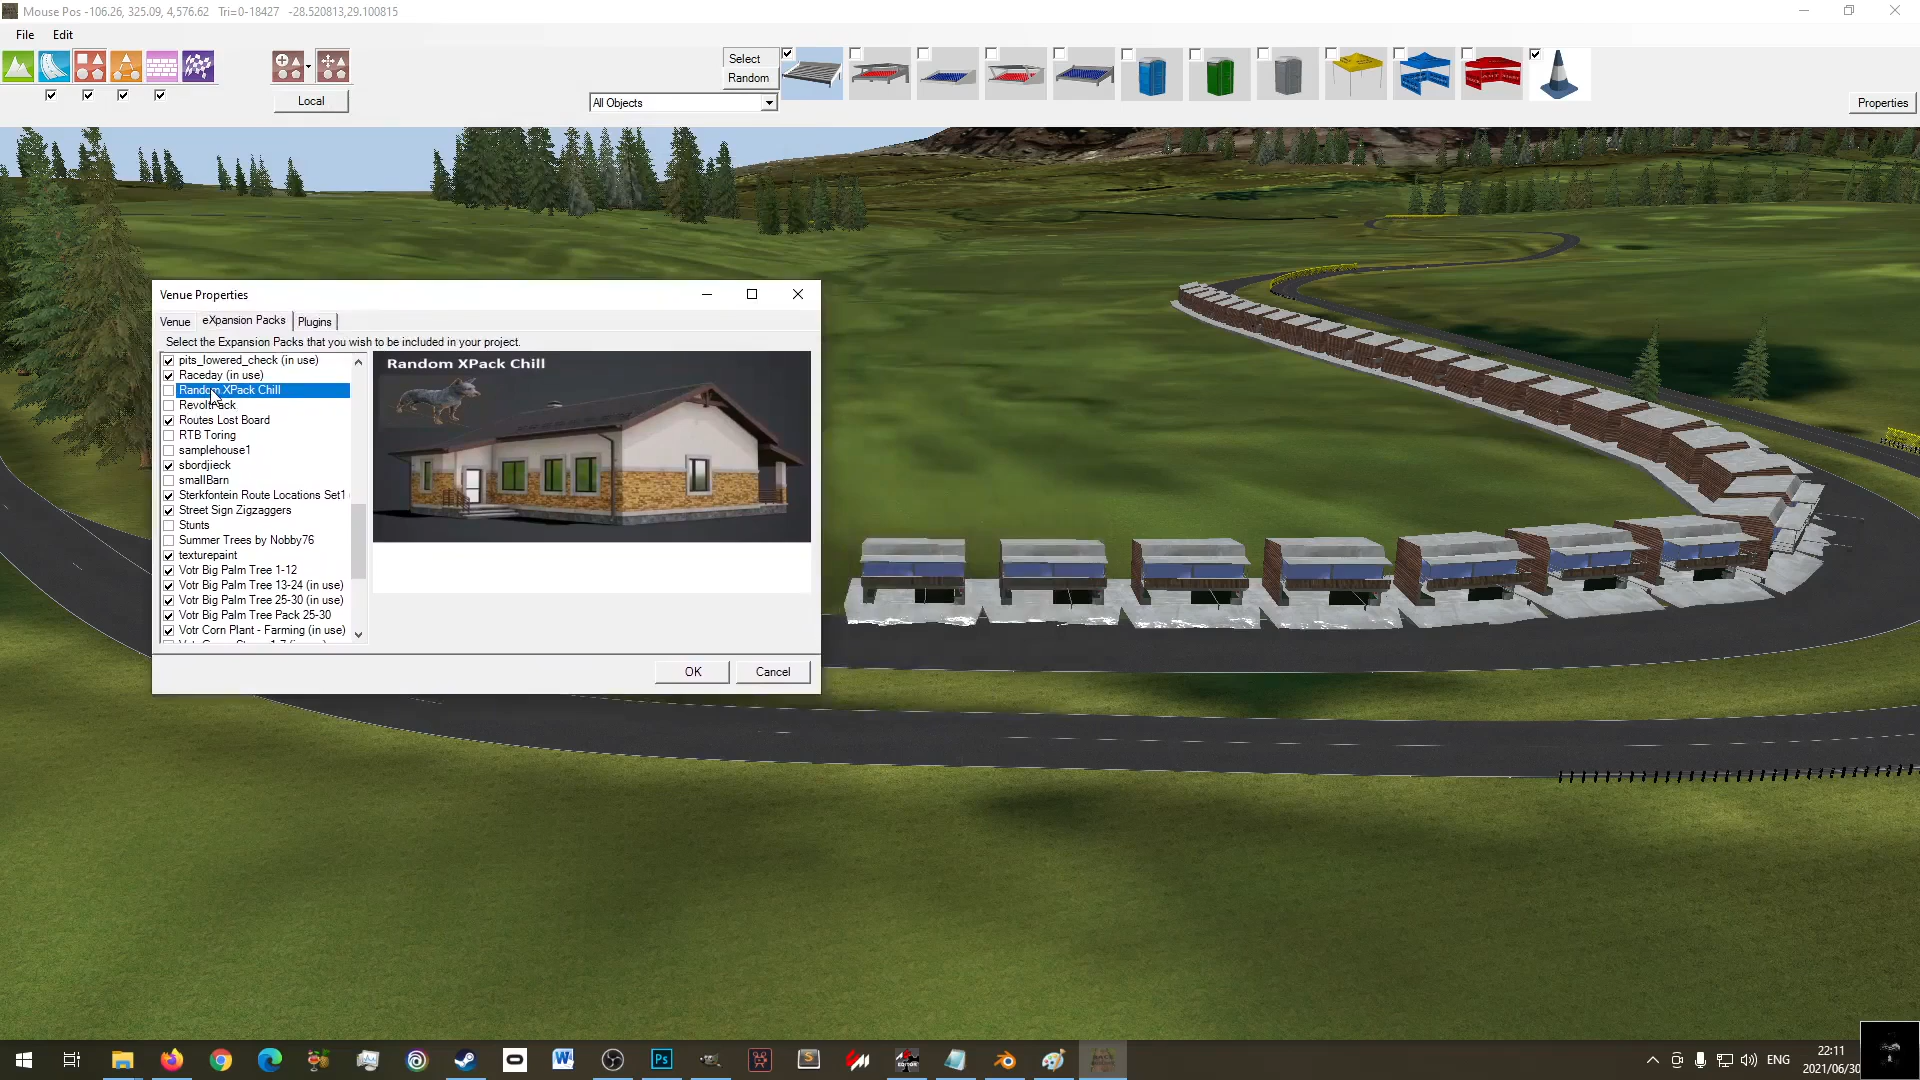 Mouse Pos -106.26, 325.09, 4,576.62 Tri=0-18427 -28.520813,29.100815
File Edit
Select
Random
All Objects
Local
Properties
Venue Properties
Venue eXpansion Packs Plugins
Select the Expansion Packs that you wish to be included in your project.
pits_lowered_check (in use)
Raceday (in use)
Random XPack Chill
RevoltPack
Routes Lost Board
RTB Toring
samplehouse1
sbordjieck
smallBarn
Sterkfontein Route Locations Set1
Street Sign Zigzaggers
Stunts
Summer Trees by Nobby76
texturepaint
Votr Big Palm Tree 1-12
Votr Big Palm Tree 13-24 (in use)
Votr Big Palm Tree 25-30 (in use)
Votr Big Palm Tree Pack 25-30
Votr Corn Plant - Farming (in use)
Random XPack Chill
OK Cancel
Ps
EDITOR
ENG
22:11
2021/06/30